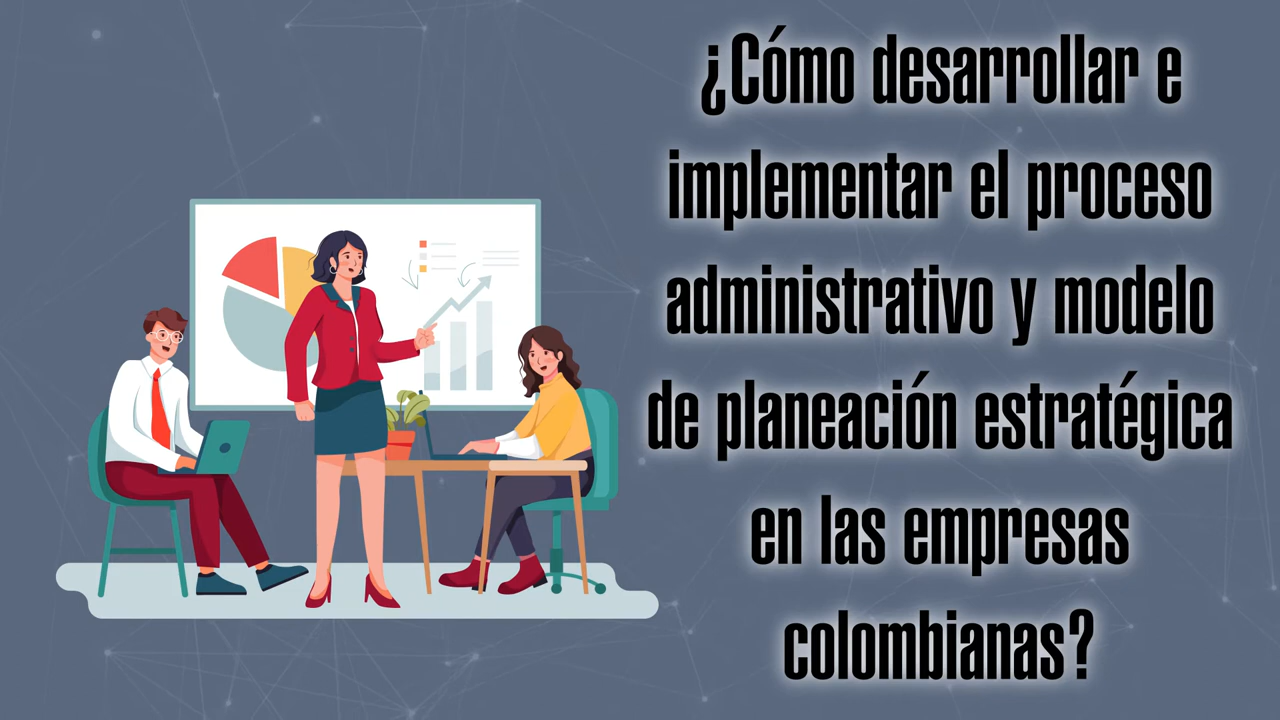 ¿Cómo desarrollar e
implementar el proceso
administrativo y modelo
de planeación estratégica
en las empresas
colombianas?